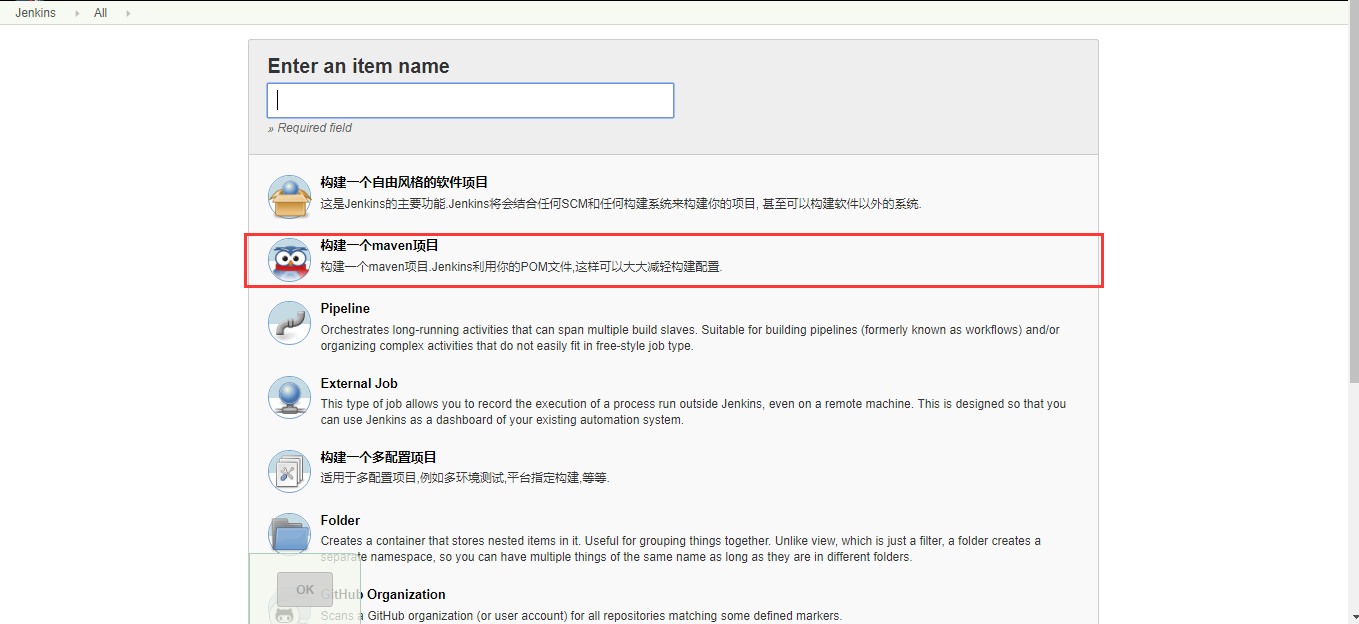 Jenkins All
Enter an item name
» Required field
构建一个自由风格的软件项目
这是Jenkins的主要功能.Jenkins将会结合任何SCM和任何构建系统来构建你的项目, 甚至可以构建软件以外的系统.
构建一个maven项目
构建一个maven项目.Jenkins利用你的POM文件,这样可以大大减轻构建配置.
Pipeline
Orchestrates long-running activities that can span multiple build slaves. Suitable for building pipelines (formerly known as workflows) and/or
organizing complex activities that do not easily fit in free-style job type.
External Job
This type of job allows you to record the execution of a process run outside Jenkins, even on a remote machine. This is designed so that you
can use Jenkins as a dashboard of your existing automation system.
构建一个多配置项目
适用于多配置项目,例如多环境测试,平台指定构建,等等.
Folder
Creates a container that stores nested items in it. Useful for grouping things together. Unlike view, which is just a filter, a folder creates a
separate namespace, so you can have multiple things of the same name as long as they are in different folders.
OK
GitHub Organization
Scans a GitHub organization (or user account) for all repositories matching some defined markers.